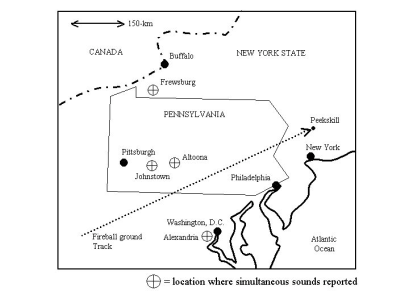 150-km
CANADA
NEW YORK STATE
Buffalo
Frewsburg
PENNSYLVANIA
Peekskill
New York
Pittsburgh
Altoona
Johnstown
Philadelphia
Washington, D.C.
Alexandria
Fireball ground
Track
Atlantic
Ocean
= location where simultaneous sounds reported